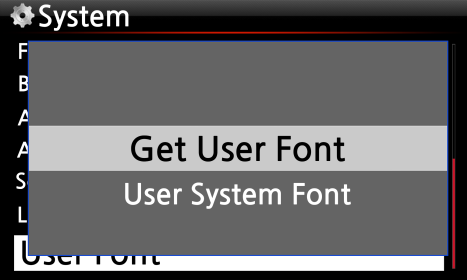 System
F
B
A
A
S
L
Get User Font
User System Font
User Font